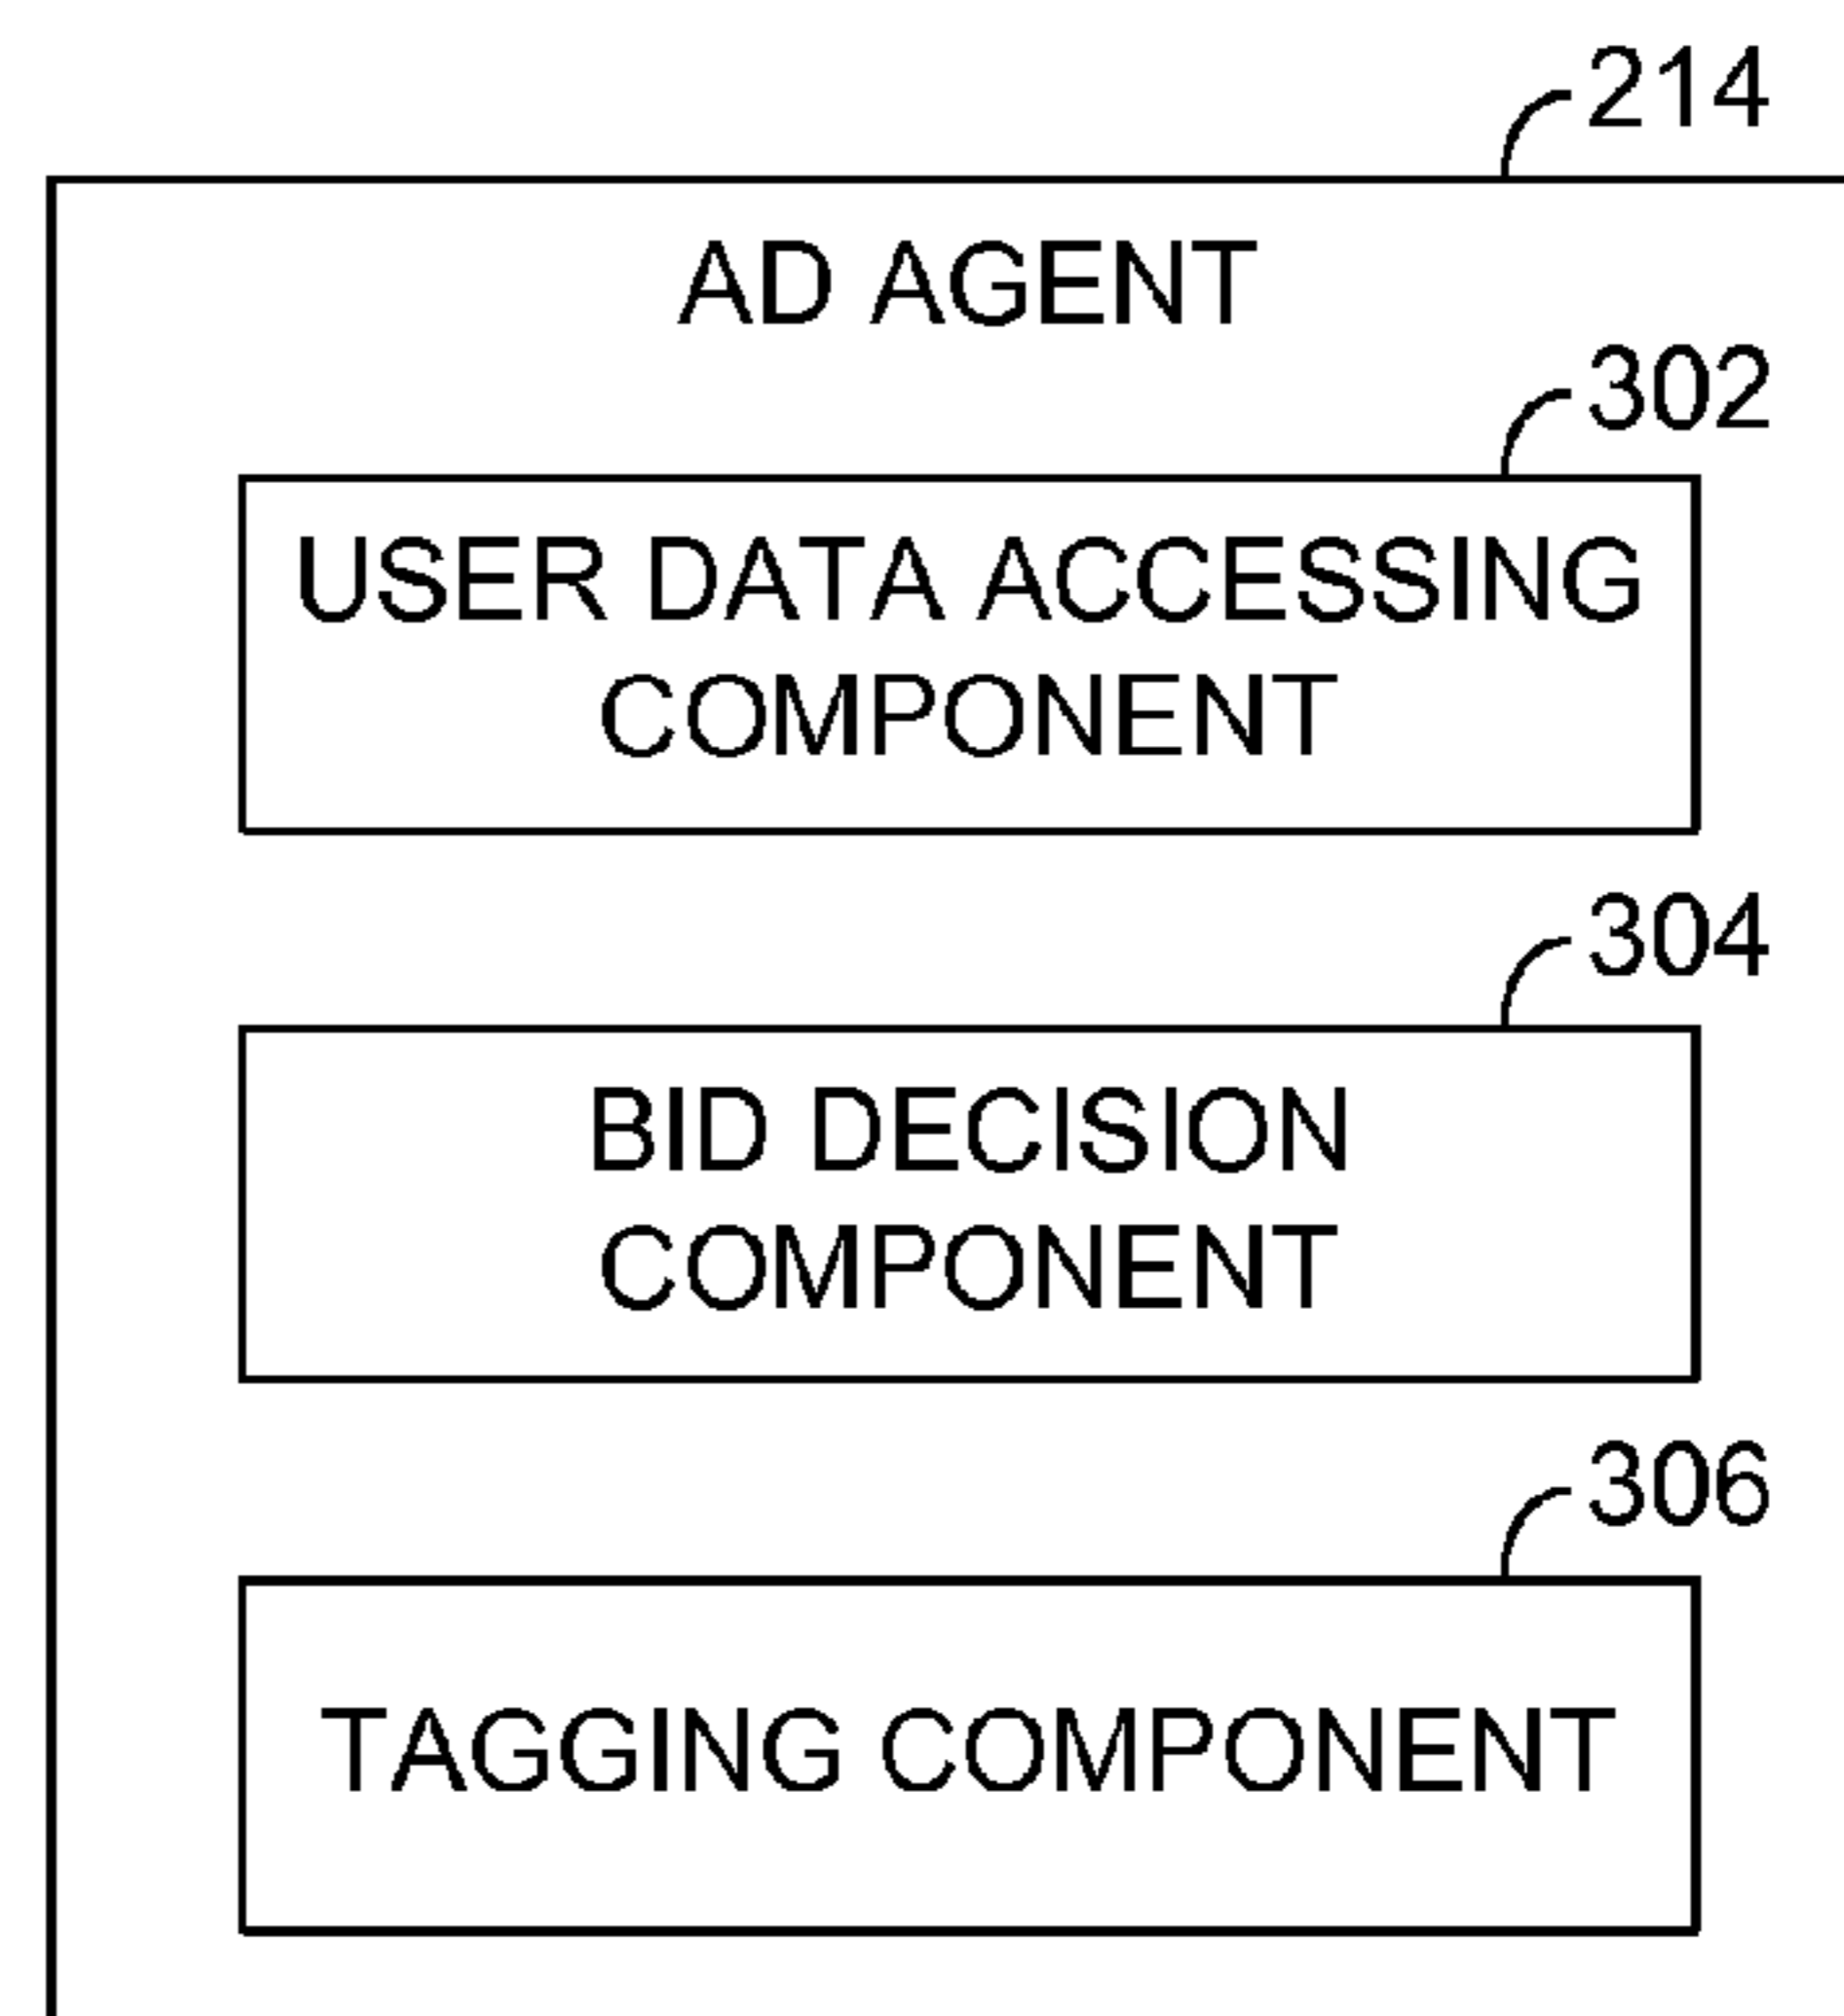 214
AD AGENT
302
USER DATA ACCESSING
COMPONENT
304
BID DECISION
COMPONENT
306
TAGGING COMPONENT